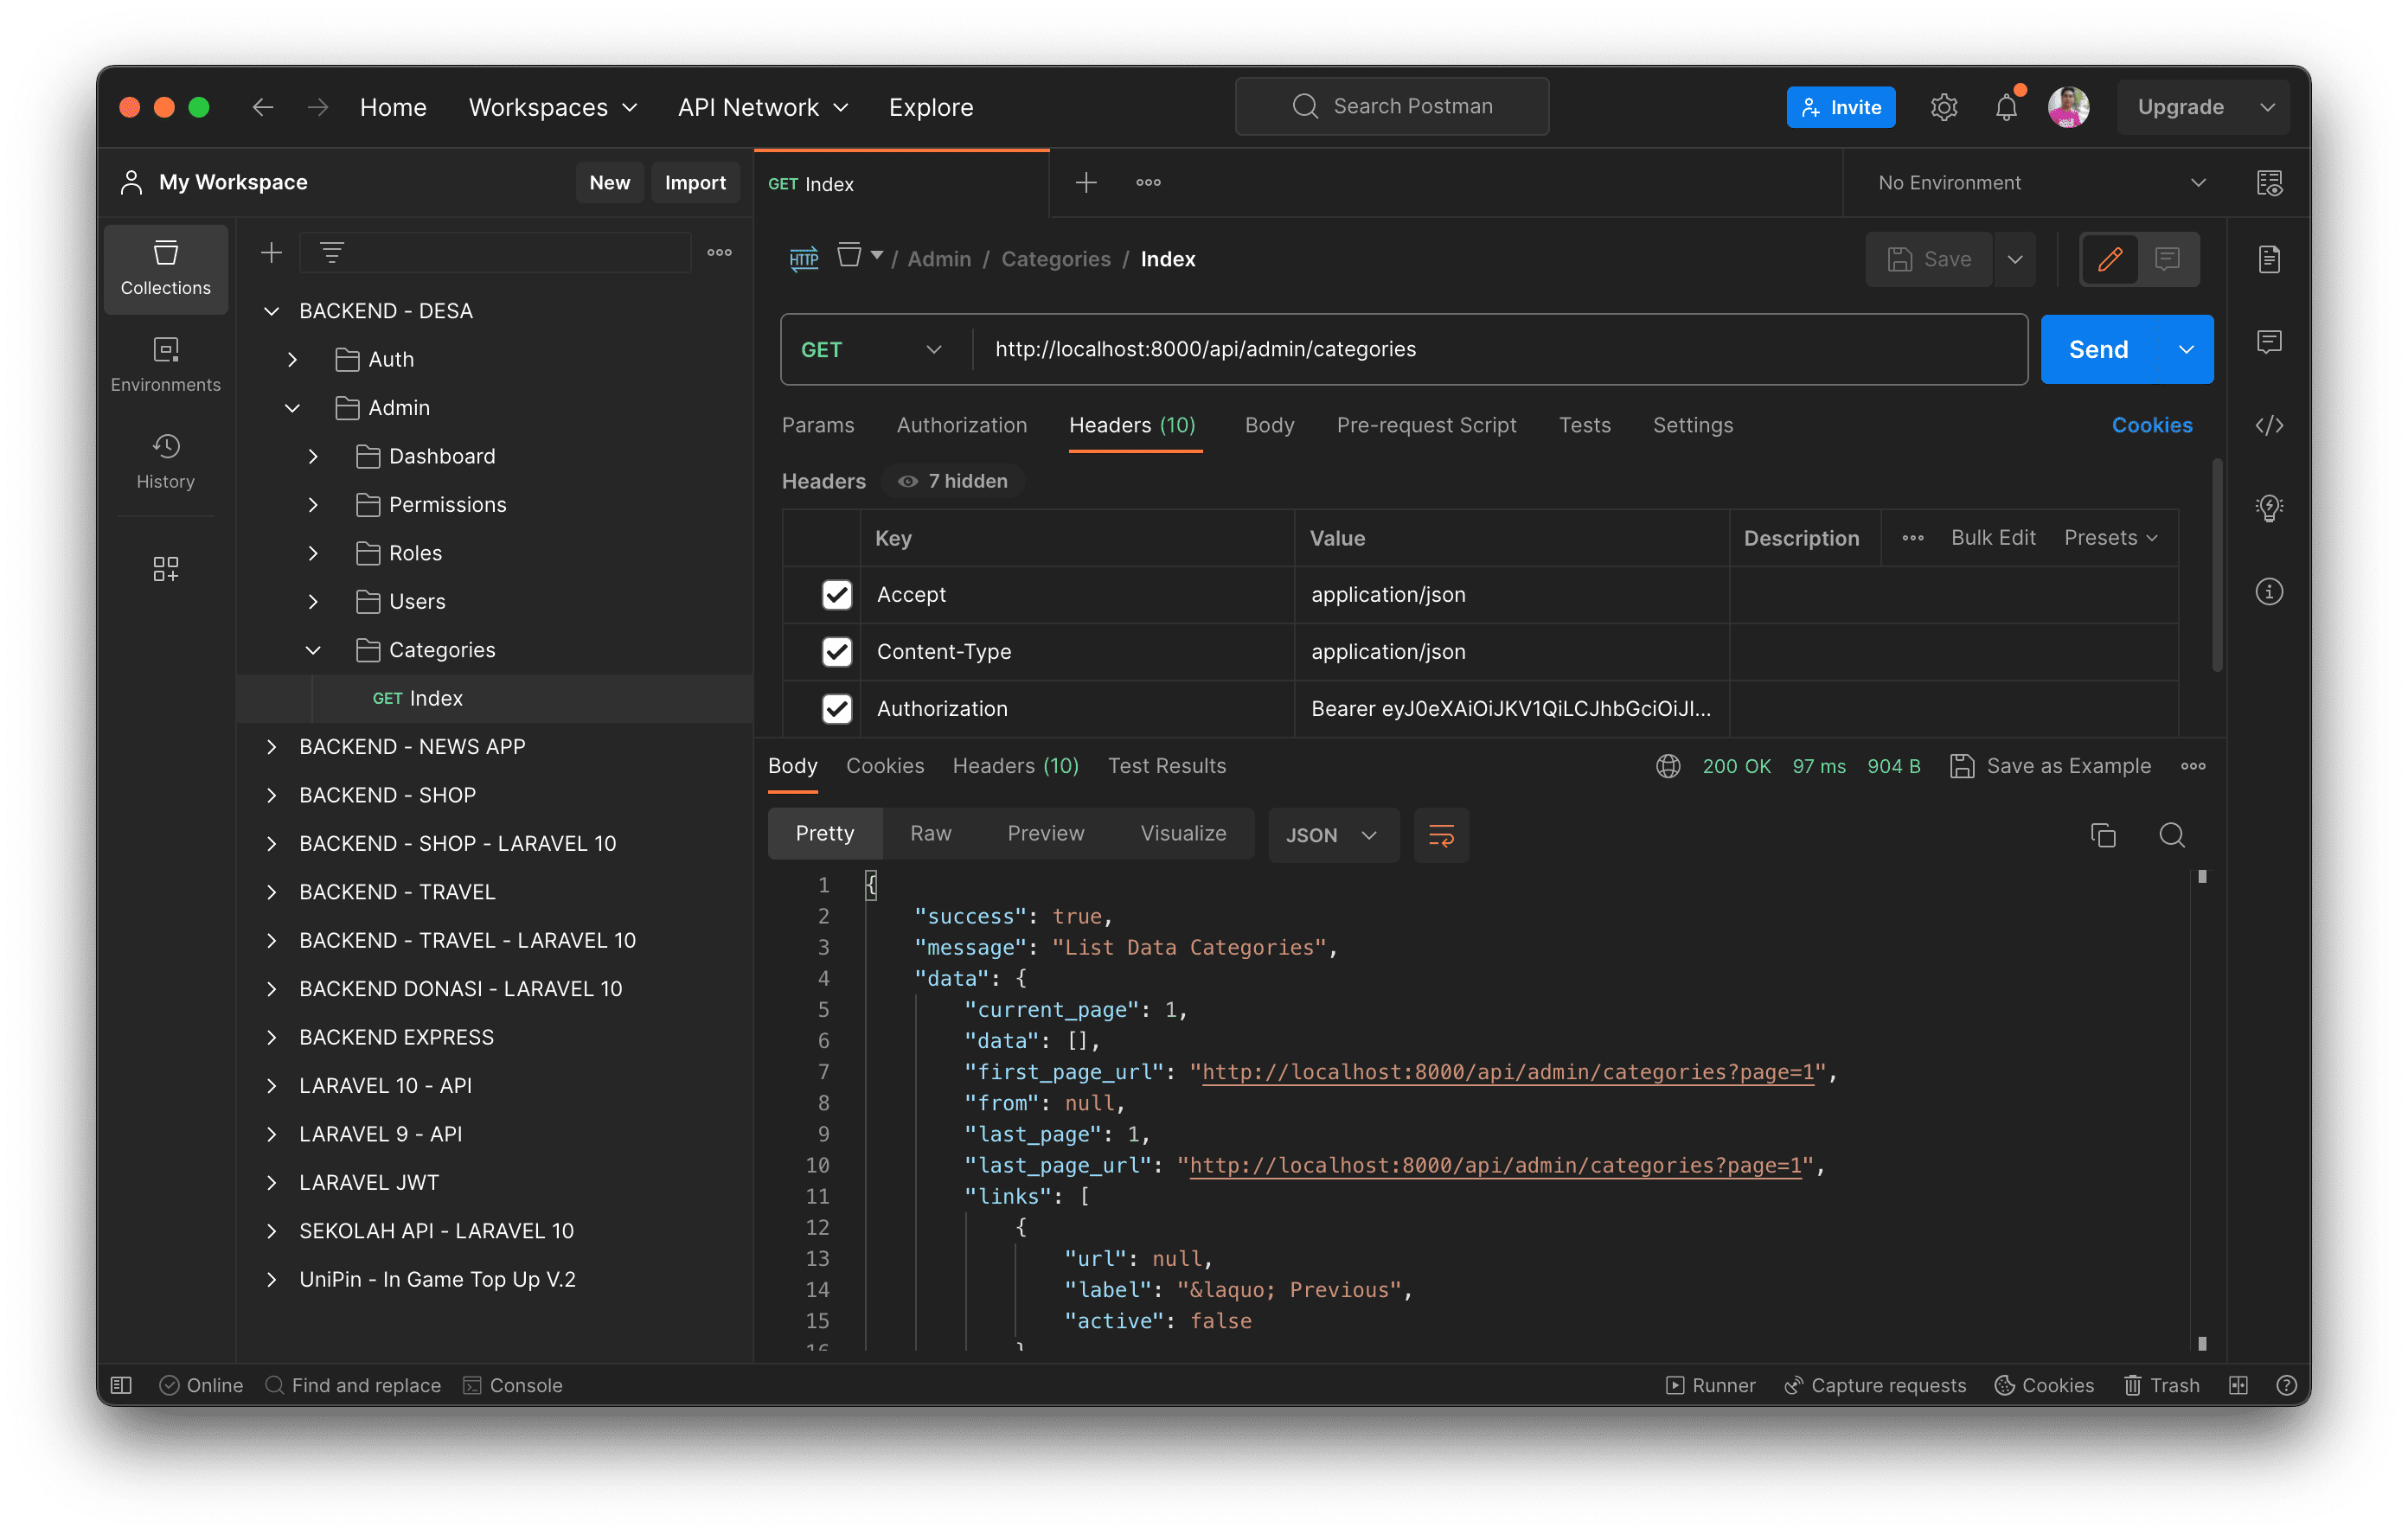 Home Workspaces API Network Explore Search Postman Invite Upgrade
My Workspace New Import
GET Index No Environment
Collections
Environments
History
BACKEND - DESA
Auth
Admin
Dashboard
Permissions
Roles
Users
Categories
GET Index
BACKEND - NEWS APP
BACKEND - SHOP
BACKEND - SHOP - LARAVEL 10
BACKEND - TRAVEL
BACKEND - TRAVEL - LARAVEL 10
BACKEND DONASI - LARAVEL 10
BACKEND EXPRESS
LARAVEL 10 - API
LARAVEL 9 - API
LARAVEL JWT
SEKOLAH API - LARAVEL 10
UniPin - In Game Top Up V.2
HTTP / Admin / Categories / Index Save
GET http://localhost:8000/api/admin/categories Send
Params Authorization Headers (10) Body Pre-request Script Tests Settings Cookies
Headers 7 hidden
Key Value Description Bulk Edit Presets
Accept application/json
Content-Type application/json
Authorization Bearer eyJ0eXAiOiJKV1QiLCJhbGciOiJI...
Body Cookies Headers (10) Test Results 200 OK 97 ms 904 B Save as Example
Pretty Raw Preview Visualize JSON
1 {
2 "success": true,
3 "message": "List Data Categories",
4 "data": {
5 "current_page": 1,
6 "data": [],
7 "first_page_url": "http://localhost:8000/api/admin/categories?page=1",
8 "from": null,
9 "last_page": 1,
10 "last_page_url": "http://localhost:8000/api/admin/categories?page=1",
11 "links": [
12 {
13 "url": null,
14 "label": "&laquo; Previous",
15 "active": false
16 }
Online Find and replace Console Runner Capture requests Cookies Trash